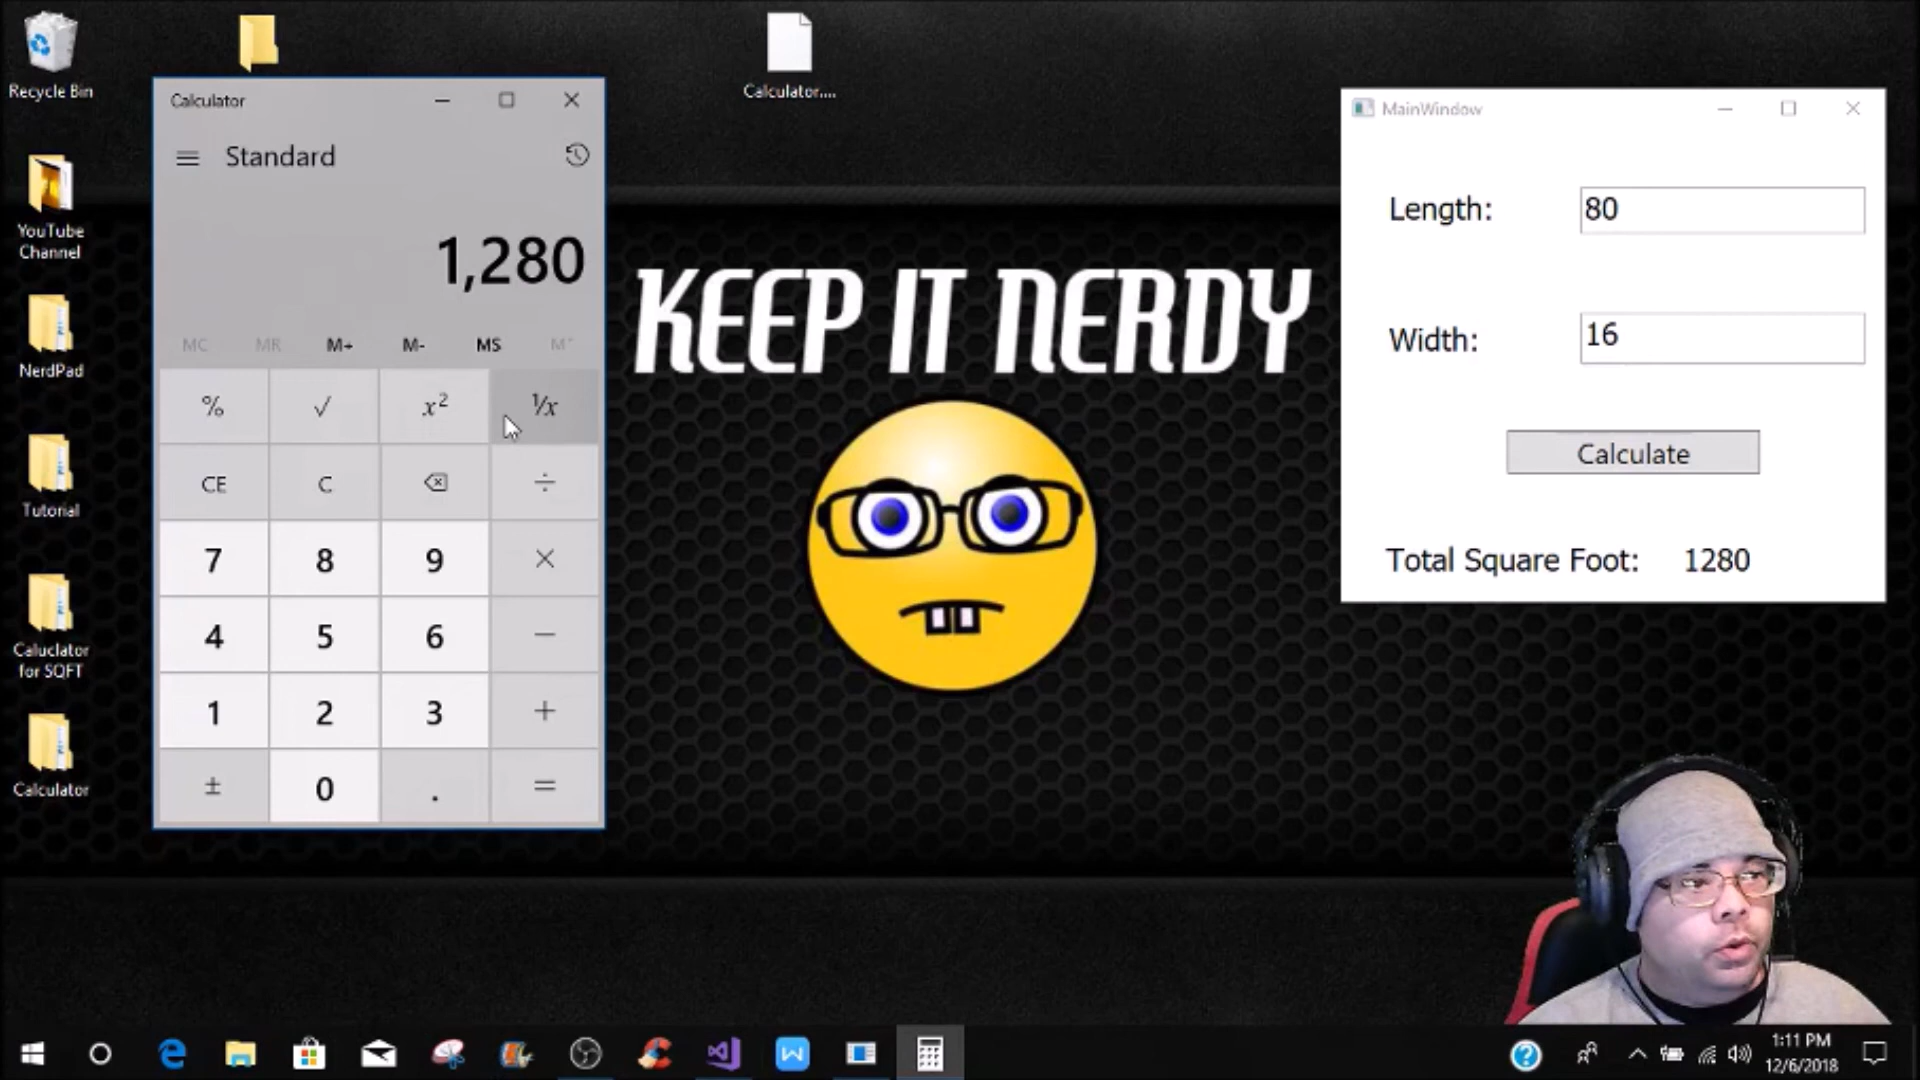 Recycle Bin
Calculator....
YouTube
Channel
NerdPad
Tutorial
Caluclator
for SQFT
Calculator
Calculator
Standard
1,280
MC MR M+ M- MS M˅
% √ x² ¹/x
CE C ÷
7 8 9 ×
4 5 6 −
1 2 3 +
± 0 . =
KEEP IT NERDY
MainWindow
Length: 80
Width: 16
Calculate
Total Square Foot: 1280
1:11 PM
12/6/2018